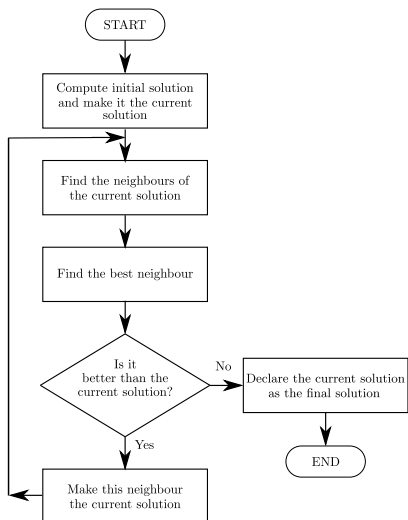 START
Compute initial solution
and make it the current
solution
Find the neighbours of
the current solution
Find the best neighbour
Is it
better than the
current solution?
No
Declare the current solution
as the final solution
END
Yes
Make this neighbour
the current solution